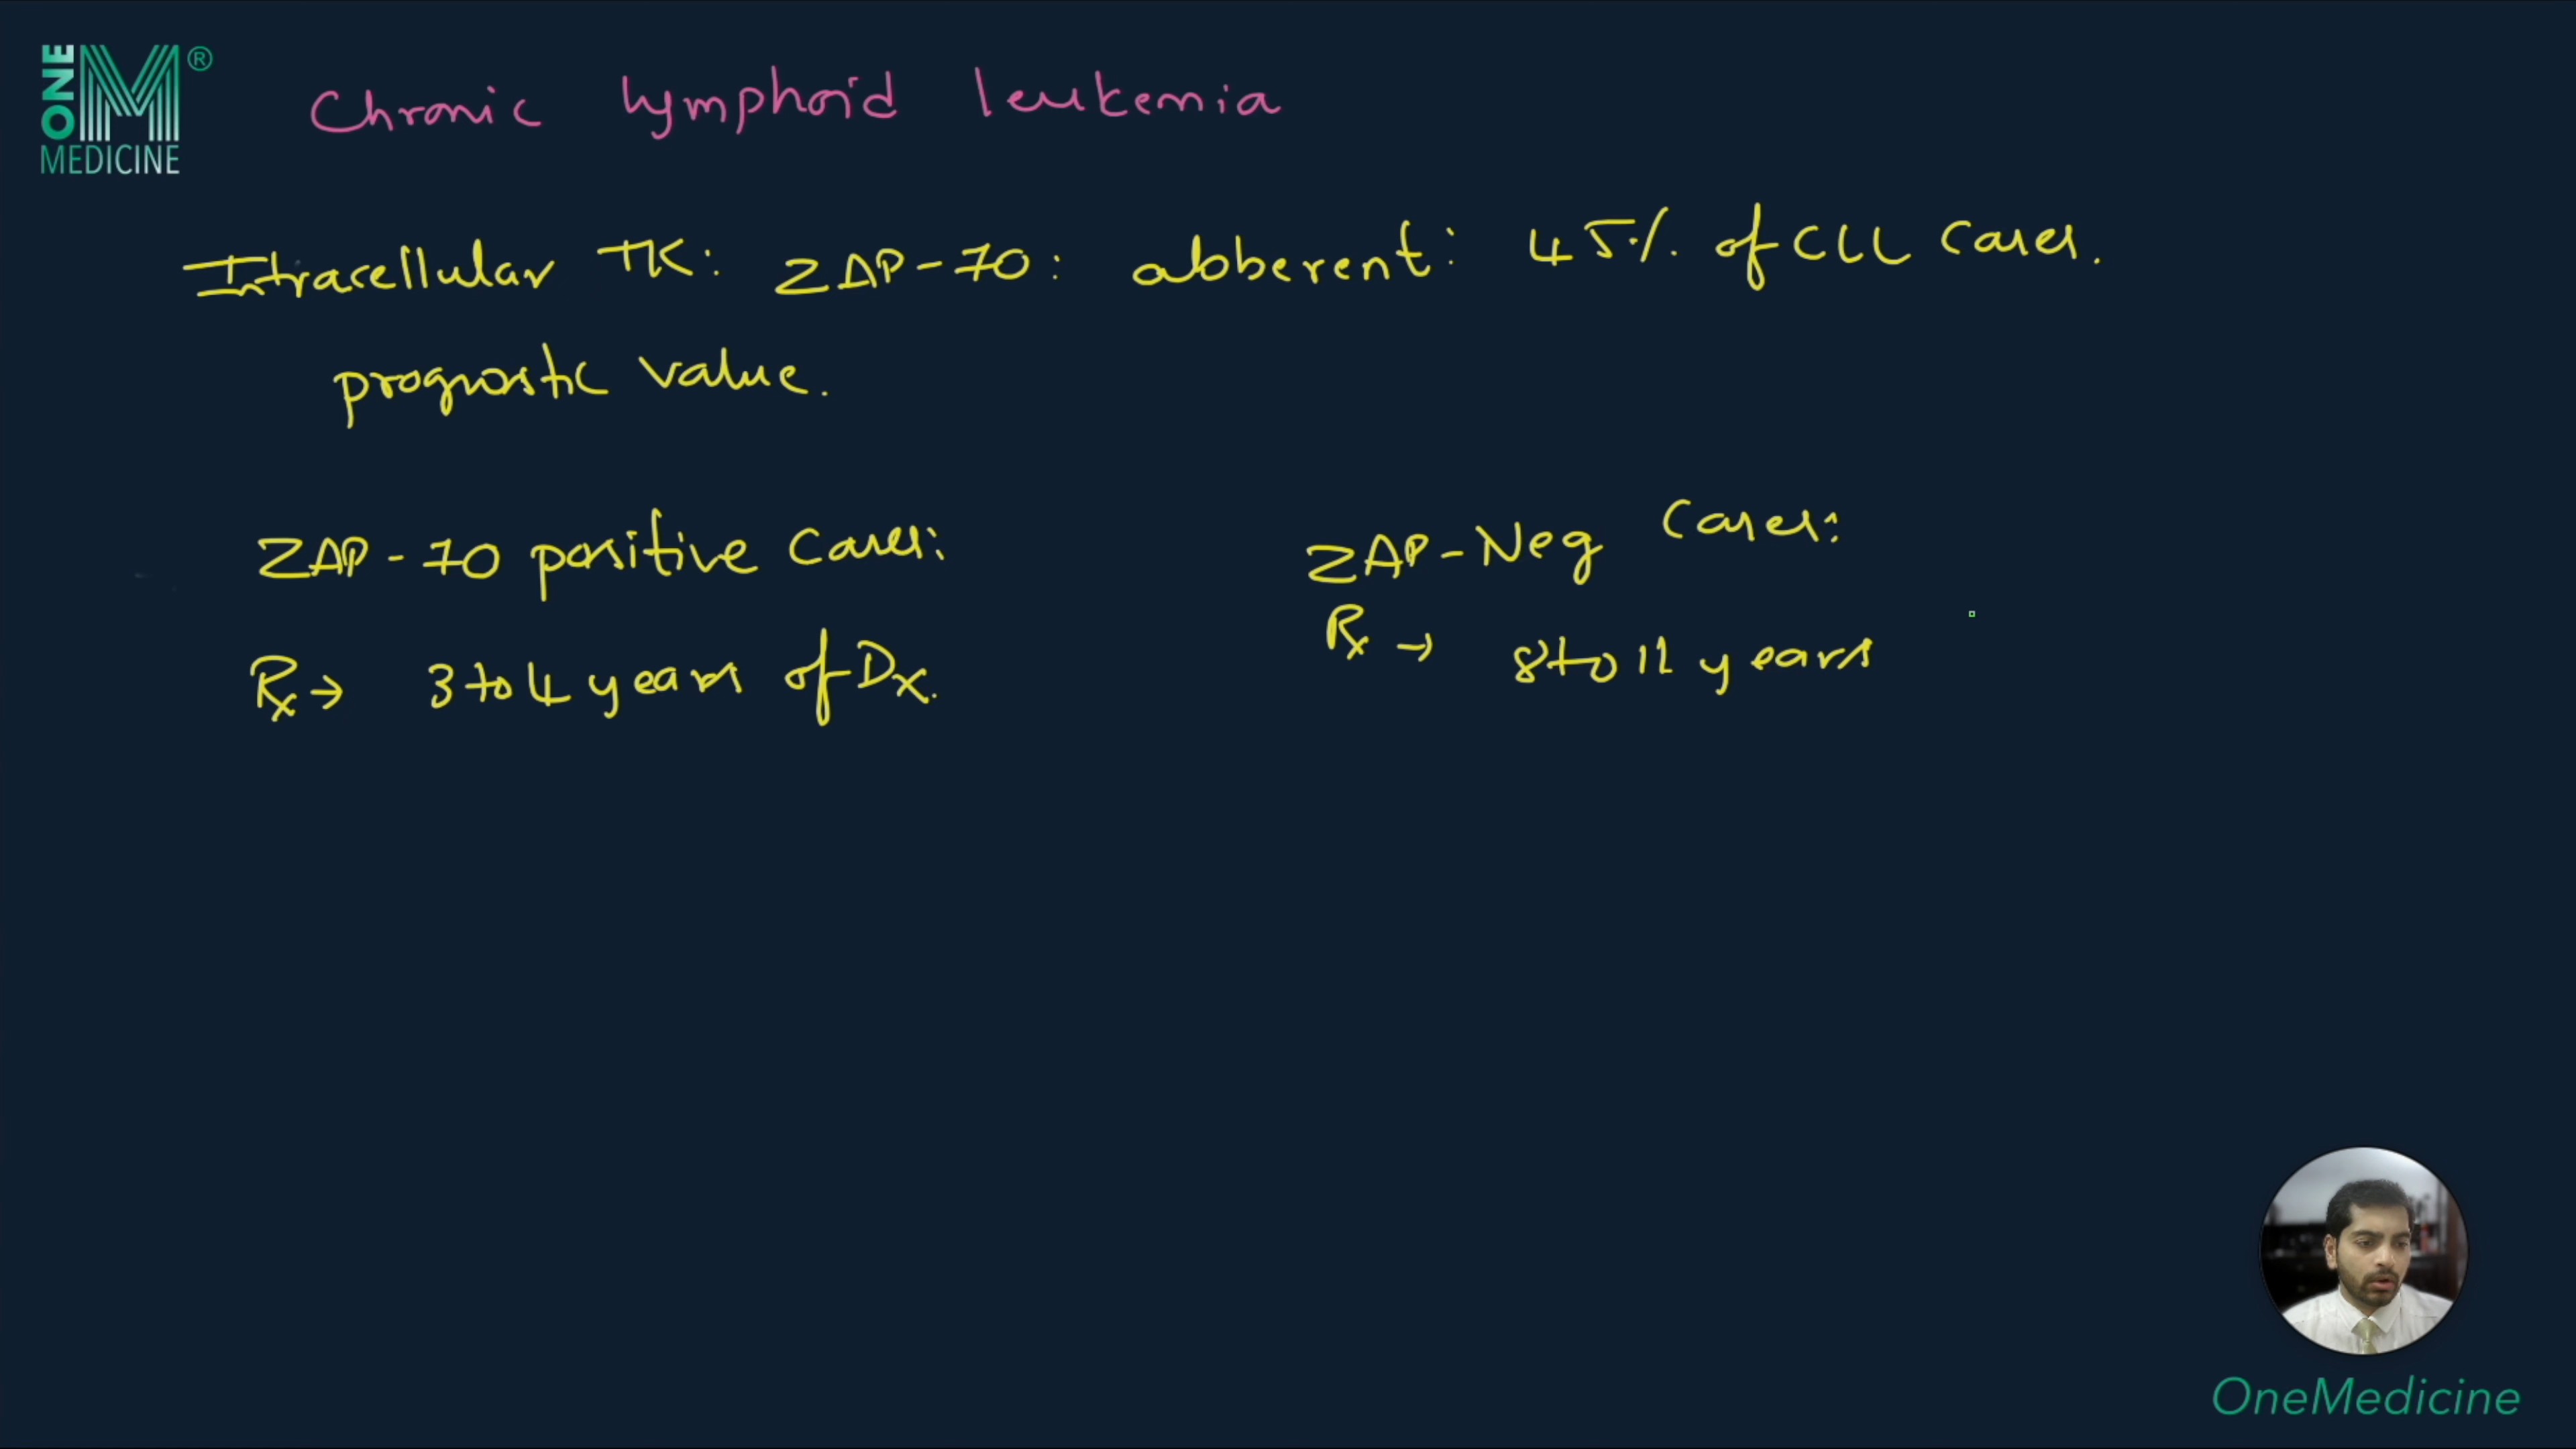 ONE M ®
MEDICINE
Chronic lymphoid leukemia
Intracellular TK: ZAP-70: abberent: 45% of CLL Cases.
prognostic value.
ZAP-70 positive Cases:
Rx → 3 to 4 years of Dx.
ZAP-Neg Cases:
Rx → 8 to 11 years
OneMedicine